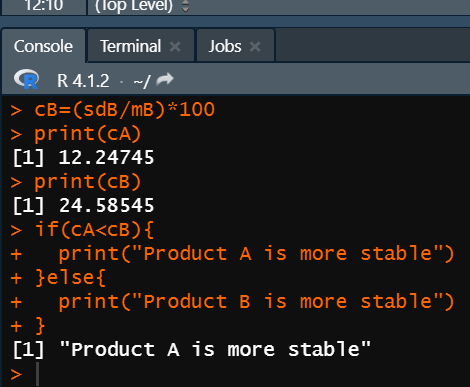 12:10 (Top Level)
Console Terminal Jobs
R 4.1.2 · ~/
> cB=(sdB/mB)*100
> print(cA)
[1] 12.24745
> print(cB)
[1] 24.58545
> if(cA<cB){
+   print("Product A is more stable")
+ }else{
+   print("Product B is more stable")
+ }
[1] "Product A is more stable"
>